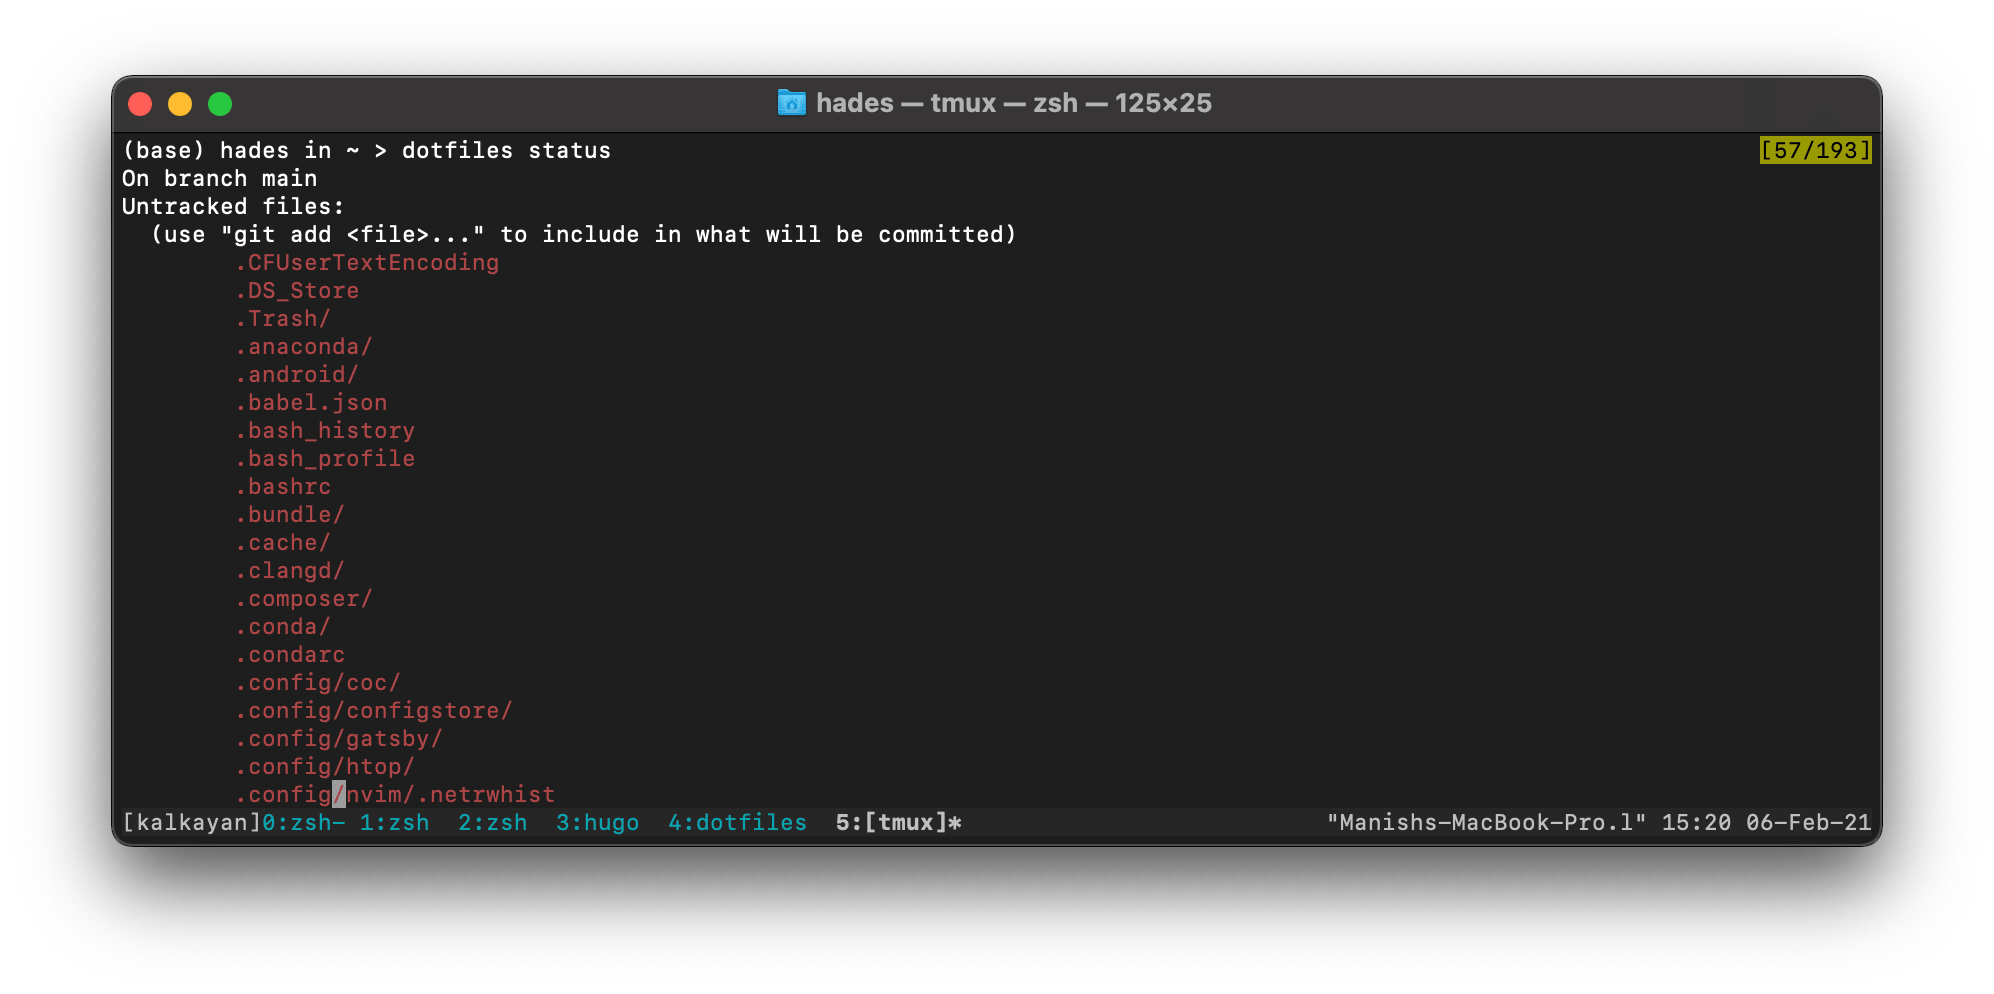 hades — tmux — zsh — 125×25
(base) hades in ~ > dotfiles status [57/193]
On branch main
Untracked files:
  (use "git add <file>..." to include in what will be committed)
        .CFUserTextEncoding
        .DS_Store
        .Trash/
        .anaconda/
        .android/
        .babel.json
        .bash_history
        .bash_profile
        .bashrc
        .bundle/
        .cache/
        .clangd/
        .composer/
        .conda/
        .condarc
        .config/coc/
        .config/configstore/
        .config/gatsby/
        .config/htop/
        .config/nvim/.netrwhist
[kalkayan]0:zsh- 1:zsh  2:zsh  3:hugo  4:dotfiles  5:[tmux]* "Manishs-MacBook-Pro.l" 15:20 06-Feb-21